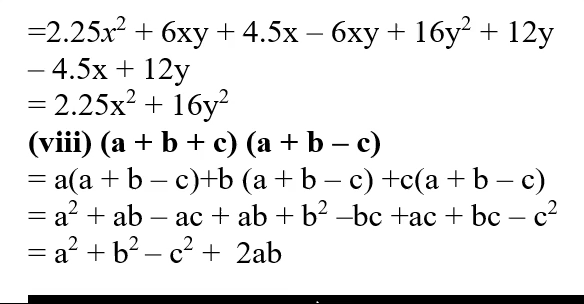 =2.25x² + 6xy + 4.5x – 6xy + 16y² + 12y
– 4.5x + 12y
= 2.25x² + 16y²
(viii) (a + b + c) (a + b – c)
= a(a + b – c)+b (a + b – c) +c(a + b – c)
= a² + ab – ac + ab + b² –bc +ac + bc – c²
= a² + b² – c² + 2ab